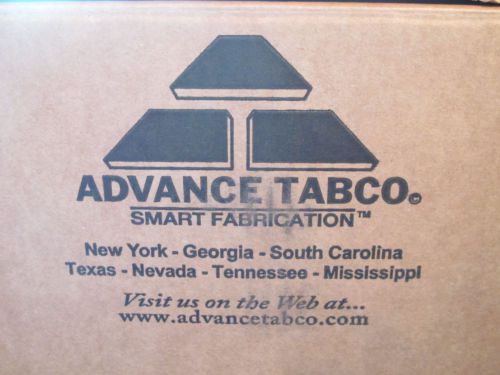 ADVANCE TABCO©
SMART FABRICATION™
New York - Georgia - South Carolina
Texas - Nevada - Tennessee - Mississippi
Visit us on the Web at...
www.advancetabco.com